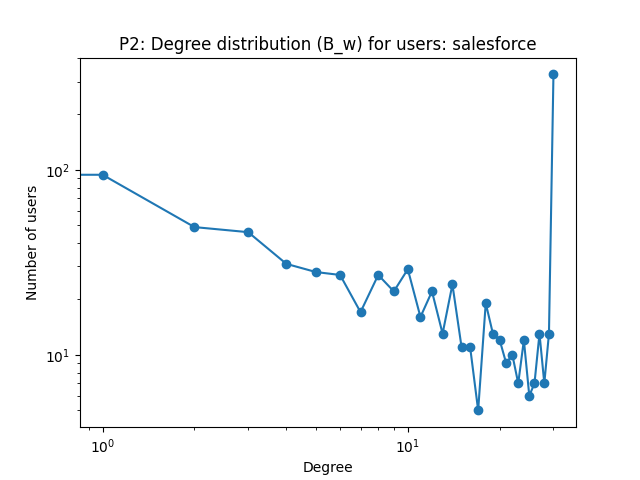 P2: Degree distribution (B_w) for users: salesforce
Number of users
10²
10¹
10⁰ 10¹
Degree